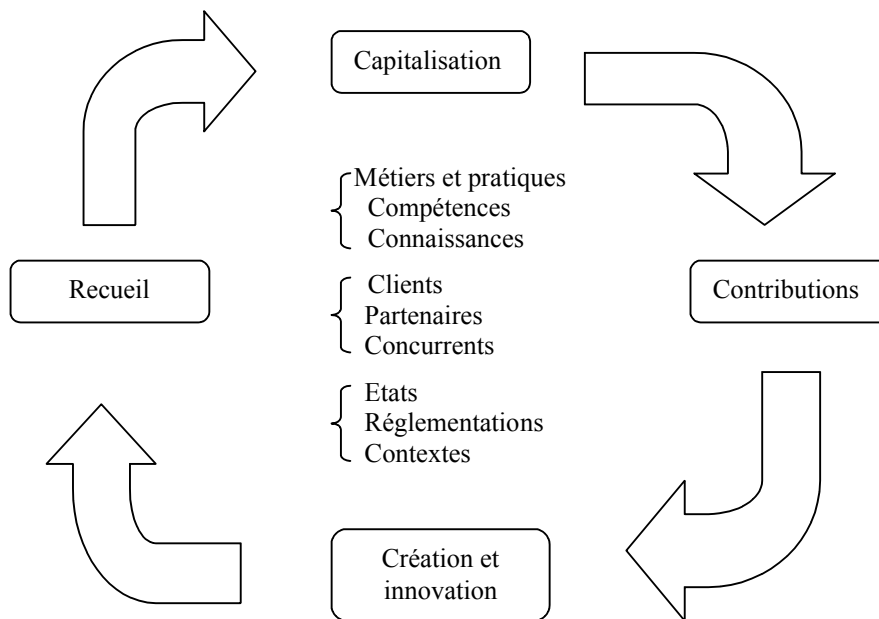 Capitalisation
Métiers et pratiques
Compétences
Connaissances
Recueil
Clients
Partenaires
Concurrents
Contributions
Etats
Réglementations
Contextes
Création et
innovation